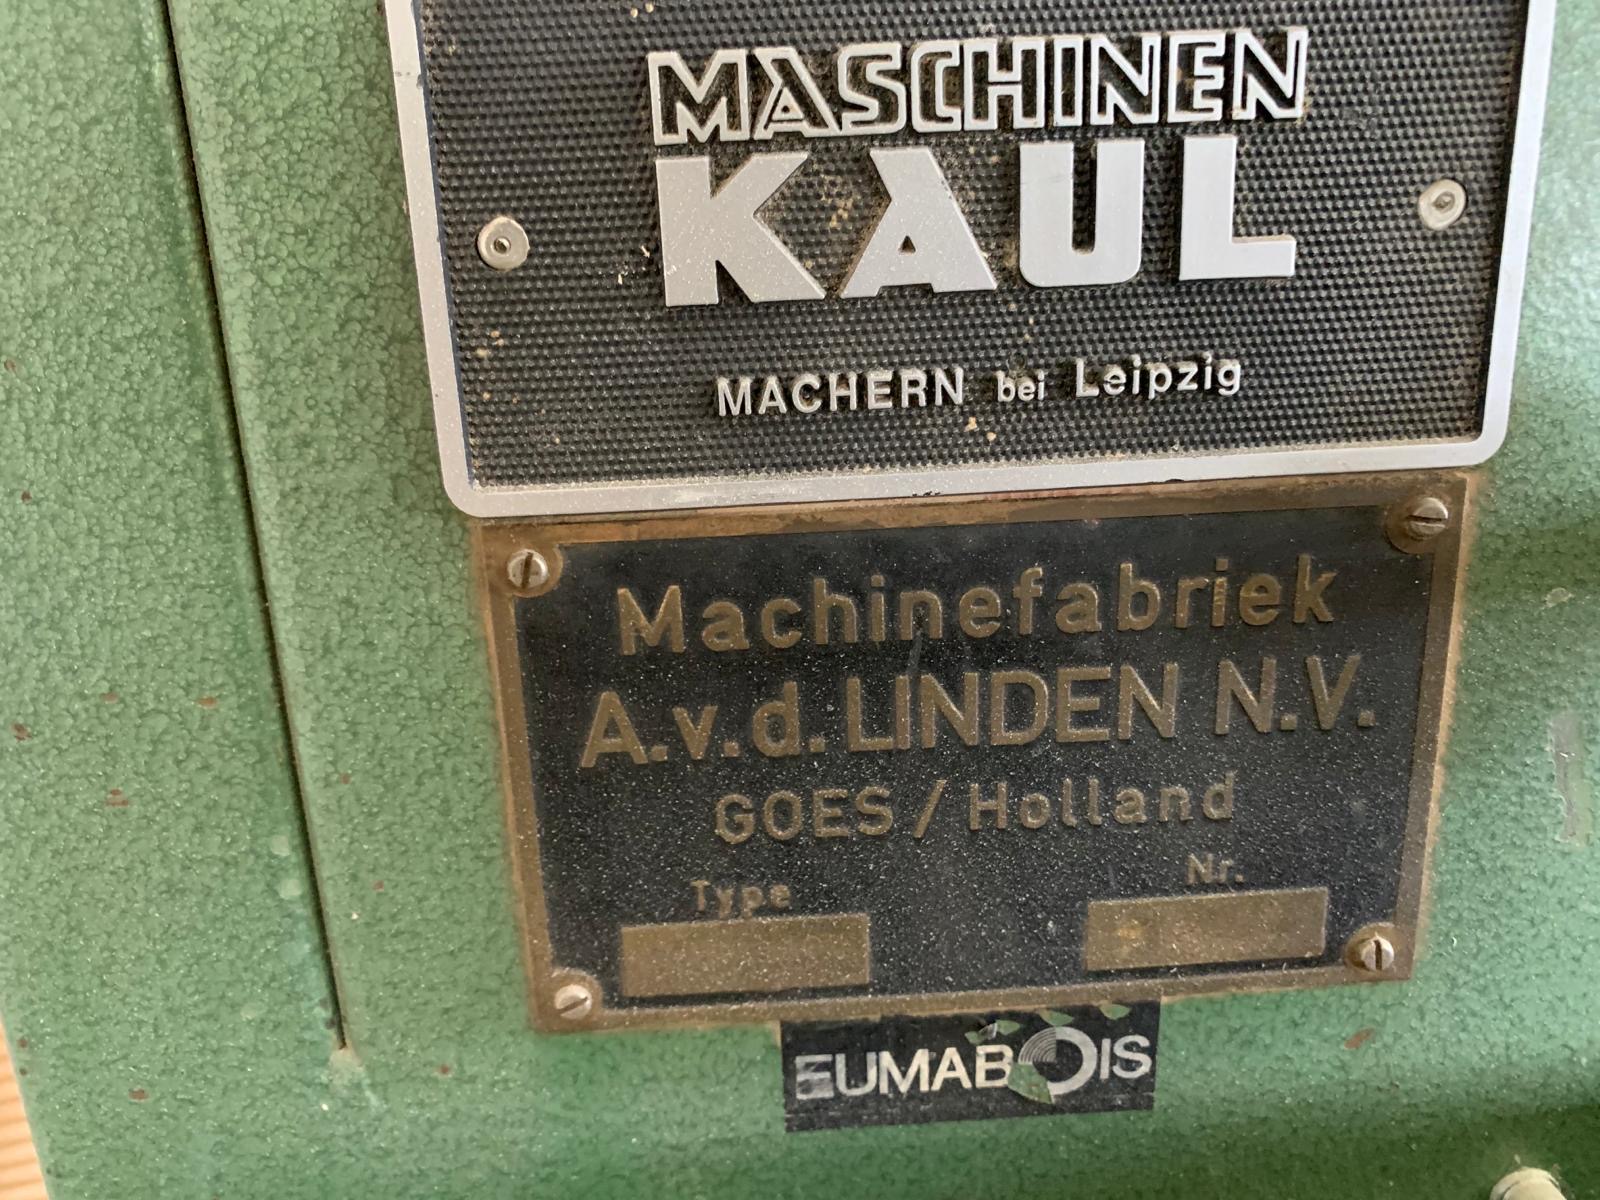 MASCHINEN
KAUL
MACHERN bei Leipzig
Machinefabriek
A.v.d. LINDEN N.V.
GOES / Holland
Type Nr.
EUMABOIS